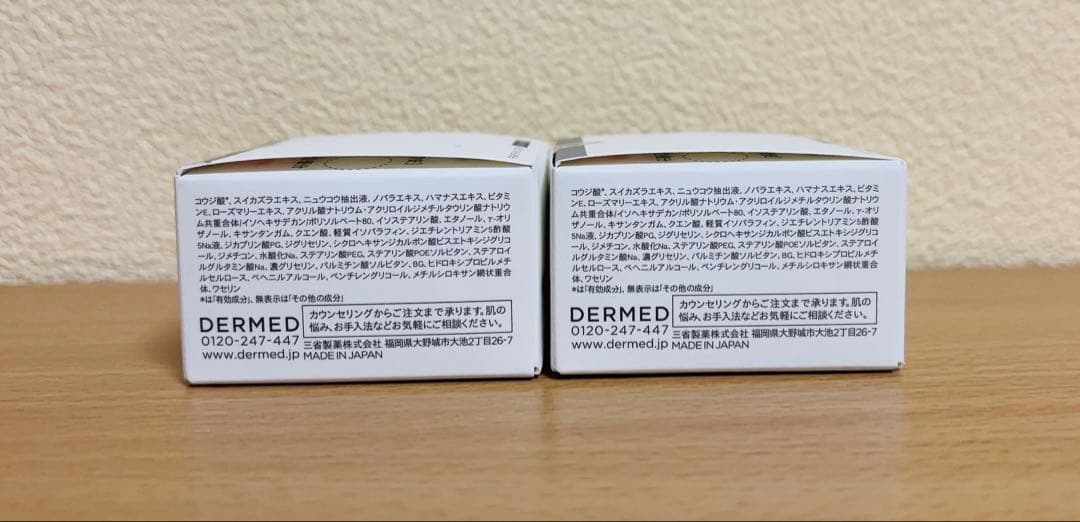 コウジ酸*、スイカズラエキス、ニュウコウ抽出液、ノバラエキス、ハマナスエキス、ビタミ
ンE、ローズマリーエキス、アクリル酸ナトリウム・アクリロイルジメチルタウリン酸ナトリウ
ム共重合体/イソヘキサデカン/ポリソルベート80、イソステアリン酸、エタノール、γ-オリ
ザノール、キサンタンガム、クエン酸、軽質イソパラフィン、ジエチレントリアミン5酢酸
5Na液、ジカプリン酸PG、ジグリセリン、シクロヘキサンジカルボン酸ビスエトキシジグリコ
ール、ジメチコン、水酸化Na、ステアリン酸PEG、ステアリン酸POEソルビタン、ステアロイ
ルグルタミン酸Na、濃グリセリン、パルミチン酸ソルビタン、BG、ヒドロキシプロピルメチ
ルセルロース、ベヘニルアルコール、ペンチレングリコール、メチルシロキサン網状重合
体、ワセリン
*は「有効成分」、無表示は「その他の成分」
DERMED
0120-247-447
www.dermed.jp
カウンセリングからご注文まで承ります。肌の
悩み、お手入法などお気軽にご相談ください。
三省製薬株式会社 福岡県大野城市大池2丁目26-7
MADE IN JAPAN
コウジ酸*、スイカズラエキス、ニュウコウ抽出液、ノバラエキス、ハマナスエキス、ビタミ
ンE、ローズマリーエキス、アクリル酸ナトリウム・アクリロイルジメチルタウリン酸ナトリウ
ム共重合体/イソヘキサデカン/ポリソルベート80、イソステアリン酸、エタノール、γ-オリ
ザノール、キサンタンガム、クエン酸、軽質イソパラフィン、ジエチレントリアミン5酢酸
5Na液、ジカプリン酸PG、ジグリセリン、シクロヘキサンジカルボン酸ビスエトキシジグリコ
ール、ジメチコン、水酸化Na、ステアリン酸PEG、ステアリン酸POEソルビタン、ステアロイ
ルグルタミン酸Na、濃グリセリン、パルミチン酸ソルビタン、BG、ヒドロキシプロピルメチ
ルセルロース、ベヘニルアルコール、ペンチレングリコール、メチルシロキサン網状重合
体、ワセリン
*は「有効成分」、無表示は「その他の成分」
DERMED
0120-247-447
www.dermed.jp
カウンセリングからご注文まで承ります。肌の
悩み、お手入法などお気軽にご相談ください。
三省製薬株式会社 福岡県大野城市大池2丁目26-7
MADE IN JAPAN